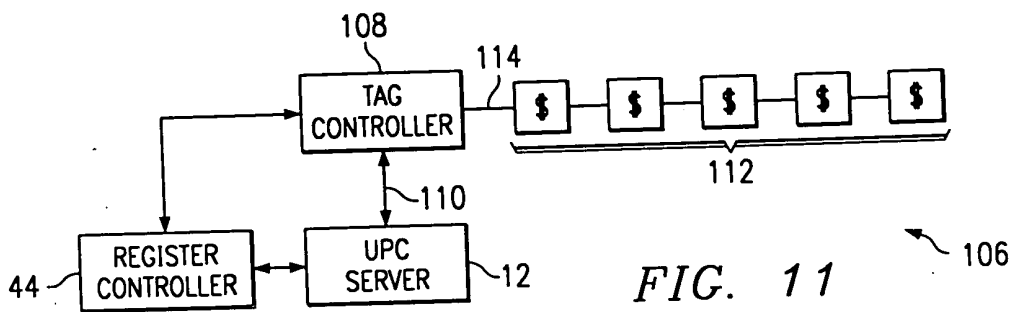 108
114
TAG
CONTROLLER
$ $ $ $ $
112
110
REGISTER
CONTROLLER
UPC
SERVER
44
12
106
FIG. 11